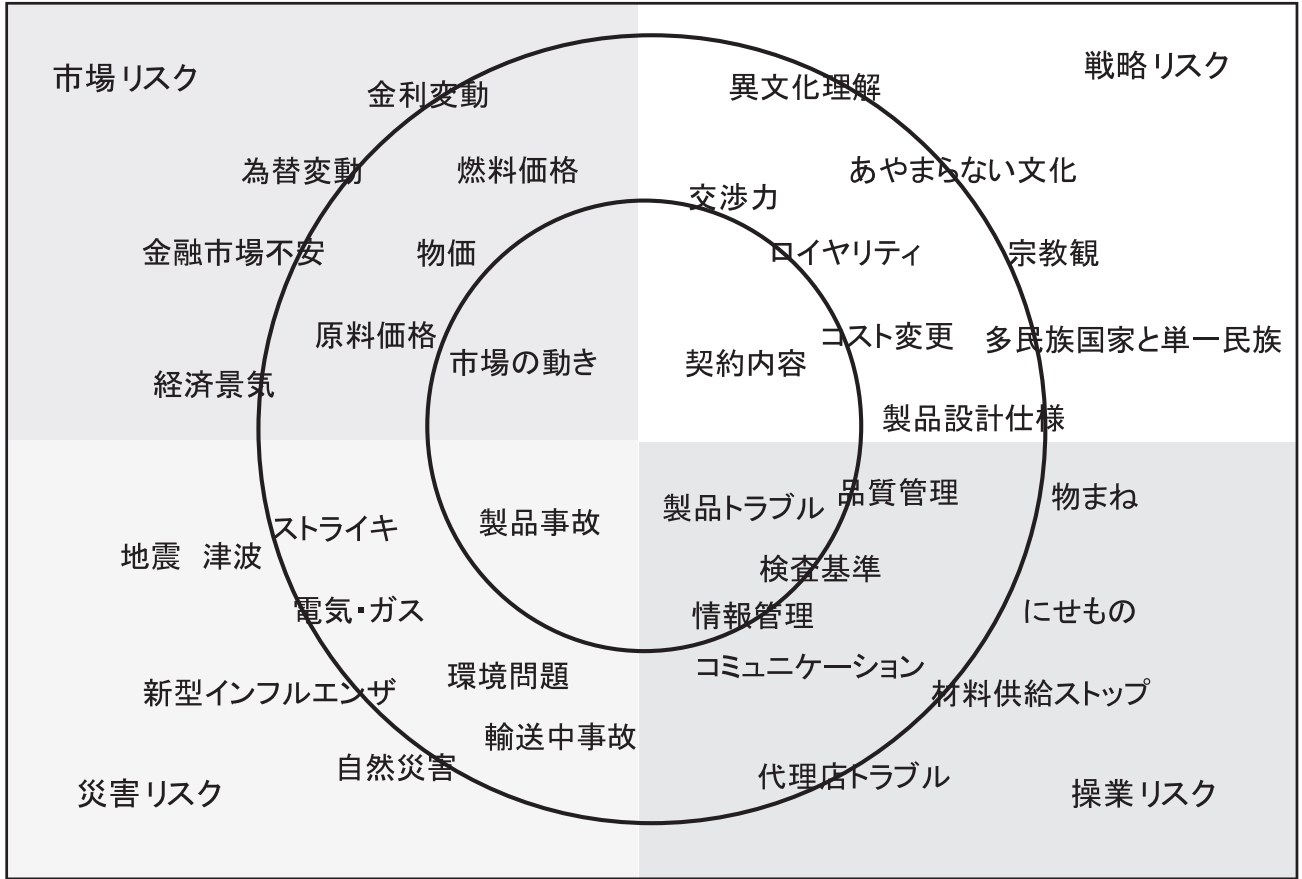 市場リスク
金利変動
為替変動
燃料価格
金融市場不安
物価
原料価格
市場の動き
経済景気
戦略リスク
異文化理解
あやまらない文化
交渉力
ロイヤリティ
宗教観
コスト変更
多民族国家と単一民族
契約内容
製品設計仕様
製品事故
ストライキ
地震　津波
電気・ガス
環境問題
新型インフルエンザ
輸送中事故
自然災害
災害リスク
品質管理
物まね
製品トラブル
検査基準
情報管理
にせもの
コミュニケーション
材料供給ストップ
代理店トラブル
操業リスク